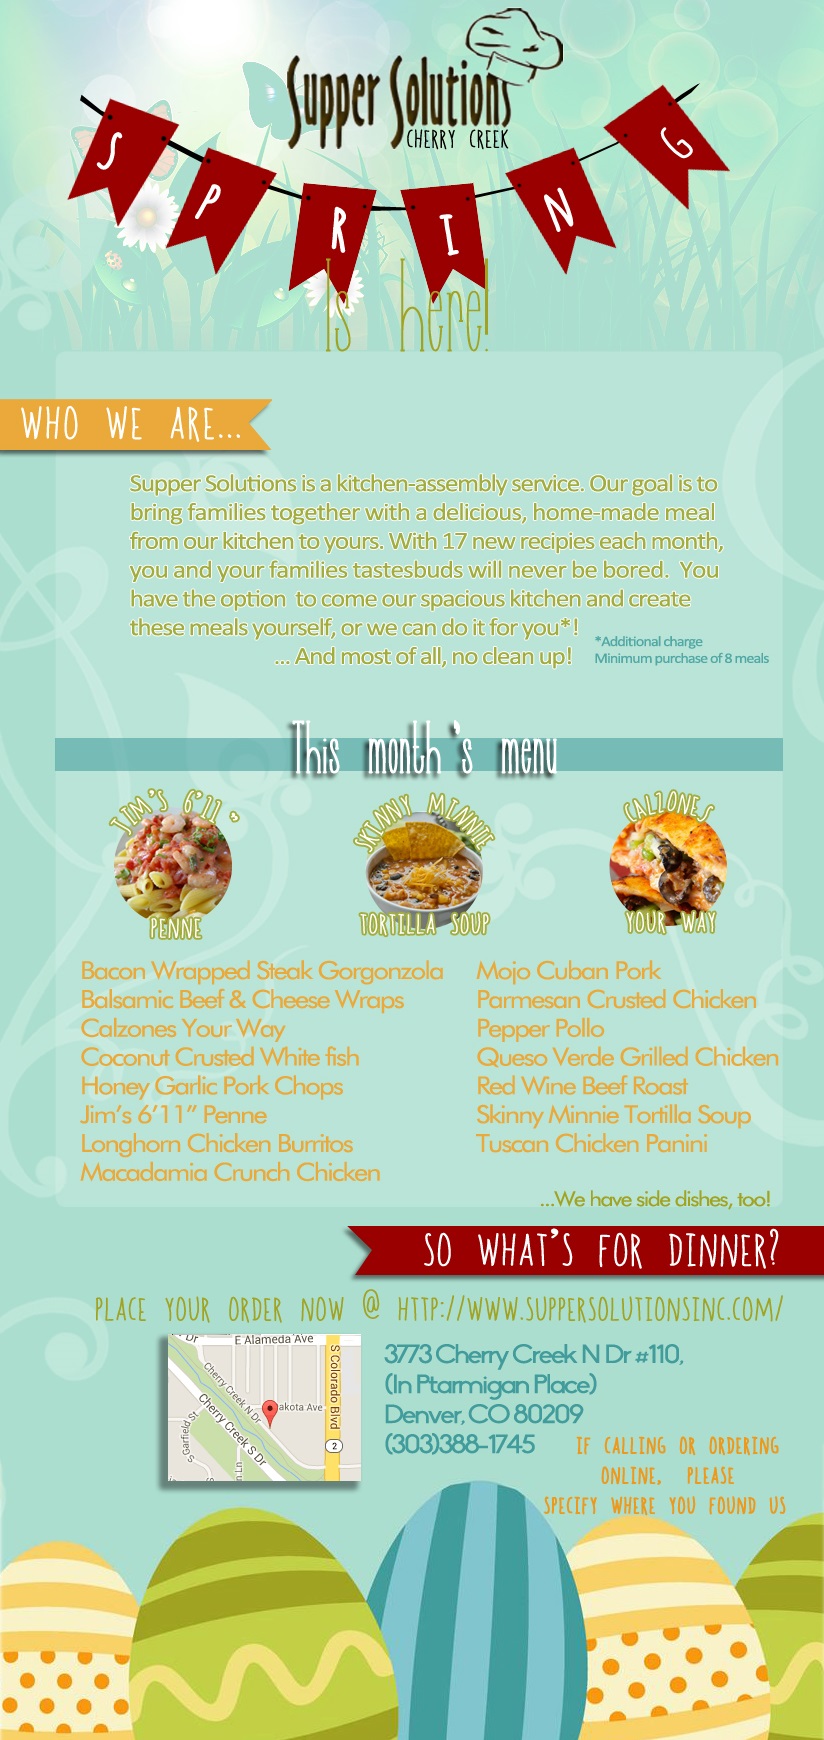 Supper Solutions
CHERRY CREEK
SPRING
Is here!
WHO WE ARE...
Supper Solutions is a kitchen-assembly service. Our goal is to
bring families together with a delicious, home-made meal
from our kitchen to yours. With 17 new recipies each month,
you and your families tastesbuds will never be bored. You
have the option to come our spacious kitchen and create
these meals yourself, or we can do it for you*!
... And most of all, no clean up!
*Additional charge
Minimum purchase of 8 meals
This month's menu
JIM'S 6'11"
PENNE
SKINNY MINNIE
TORTILLA SOUP
CALZONES
YOUR WAY
Bacon Wrapped Steak Gorgonzola
Balsamic Beef & Cheese Wraps
Calzones Your Way
Coconut Crusted White fish
Honey Garlic Pork Chops
Jim's 6'11" Penne
Longhorn Chicken Burritos
Macadamia Crunch Chicken
Mojo Cuban Pork
Parmesan Crusted Chicken
Pepper Pollo
Queso Verde Grilled Chicken
Red Wine Beef Roast
Skinny Minnie Tortilla Soup
Tuscan Chicken Panini
...We have side dishes, too!
SO WHAT'S FOR DINNER?
PLACE YOUR ORDER NOW @ HTTP://WWW.SUPPERSOLUTIONSINC.COM/
Dr
E Alameda Ave
S Colorado Blvd
Cherry Creek N Dr
akota Ave
Cherry Creek S Dr
Garfield St
2
n Ln
3773 Cherry Creek N Dr #110,
(In Ptarmigan Place)
Denver, CO 80209
(303)388-1745
IF CALLING OR ORDERING
ONLINE, PLEASE
SPECIFY WHERE YOU FOUND US